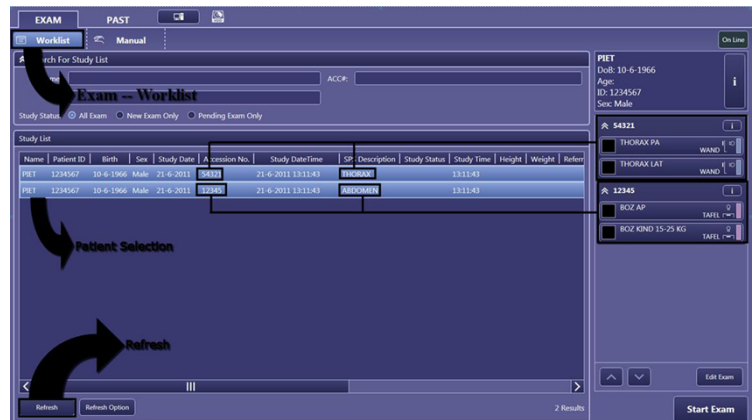 EXAM PAST
Worklist Manual On Line
rch For Study List
me
ACC#:
Exam -- Worklist
Study Status All Exam New Exam Only Pending Exam Only
Study List
Name Patient ID Birth Sex Study Date Accession No. Study DateTime SPS Description Study Status Study Time Height Weight Referr
PIET 1234567 10-6-1966 Male 21-6-2011 54321 21-6-2011 13:11:43 THORAX 13:11:43
PIET 1234567 10-6-1966 Male 21-6-2011 12345 21-6-2011 13:11:43 ABDOMEN 13:11:43
Patient Selection
Refresh
Refresh Refresh Option 2 Results
PIET
DoB: 10-6-1966
Age:
ID: 1234567
Sex: Male
i
54321 i
THORAX PA
WAND
THORAX LAT
WAND
12345 i
BOZ AP
TAFEL
BOZ KIND 15-25 KG
TAFEL
Edit Exam
Start Exam